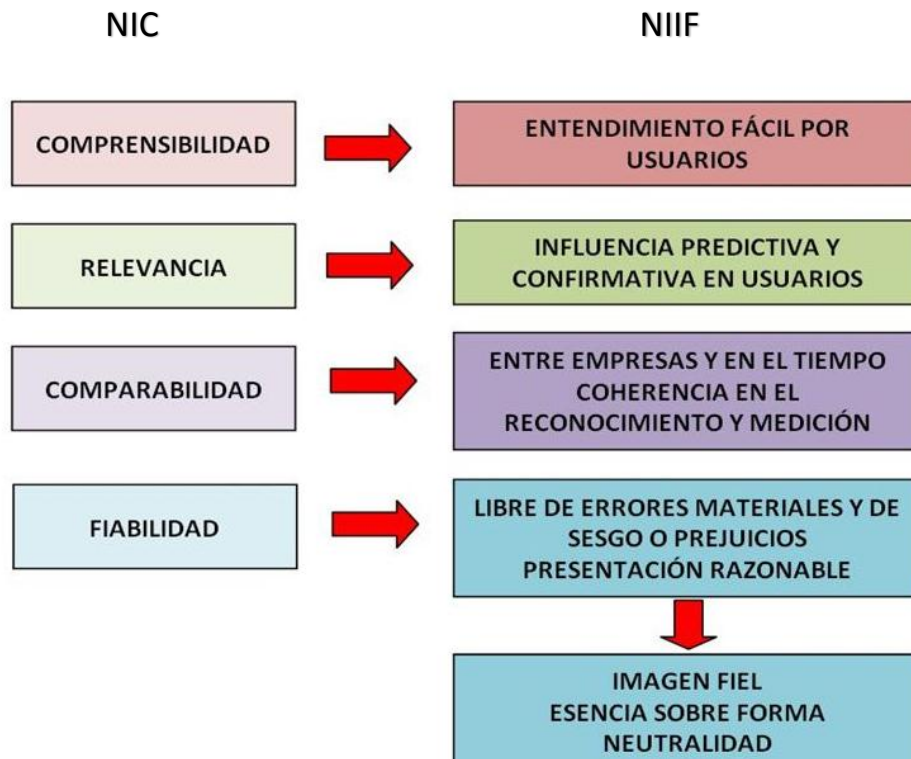 NIC
NIIF
COMPRENSIBILIDAD
ENTENDIMIENTO FÁCIL POR
USUARIOS
RELEVANCIA
INFLUENCIA PREDICTIVA Y
CONFIRMATIVA EN USUARIOS
COMPARABILIDAD
ENTRE EMPRESAS Y EN EL TIEMPO
COHERENCIA EN EL
RECONOCIMIENTO Y MEDICIÓN
FIABILIDAD
LIBRE DE ERRORES MATERIALES Y DE
SESGO O PREJUICIOS
PRESENTACIÓN RAZONABLE
IMAGEN FIEL
ESENCIA SOBRE FORMA
NEUTRALIDAD